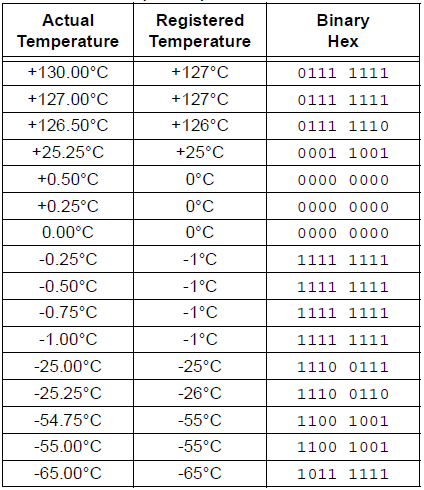 Actual Temperature Registered Temperature Binary Hex
+130.00°C +127°C 0111 1111
+127.00°C +127°C 0111 1111
+126.50°C +126°C 0111 1110
+25.25°C +25°C 0001 1001
+0.50°C 0°C 0000 0000
+0.25°C 0°C 0000 0000
0.00°C 0°C 0000 0000
-0.25°C -1°C 1111 1111
-0.50°C -1°C 1111 1111
-0.75°C -1°C 1111 1111
-1.00°C -1°C 1111 1111
-25.00°C -25°C 1110 0111
-25.25°C -26°C 1110 0110
-54.75°C -55°C 1100 1001
-55.00°C -55°C 1100 1001
-65.00°C -65°C 1011 1111